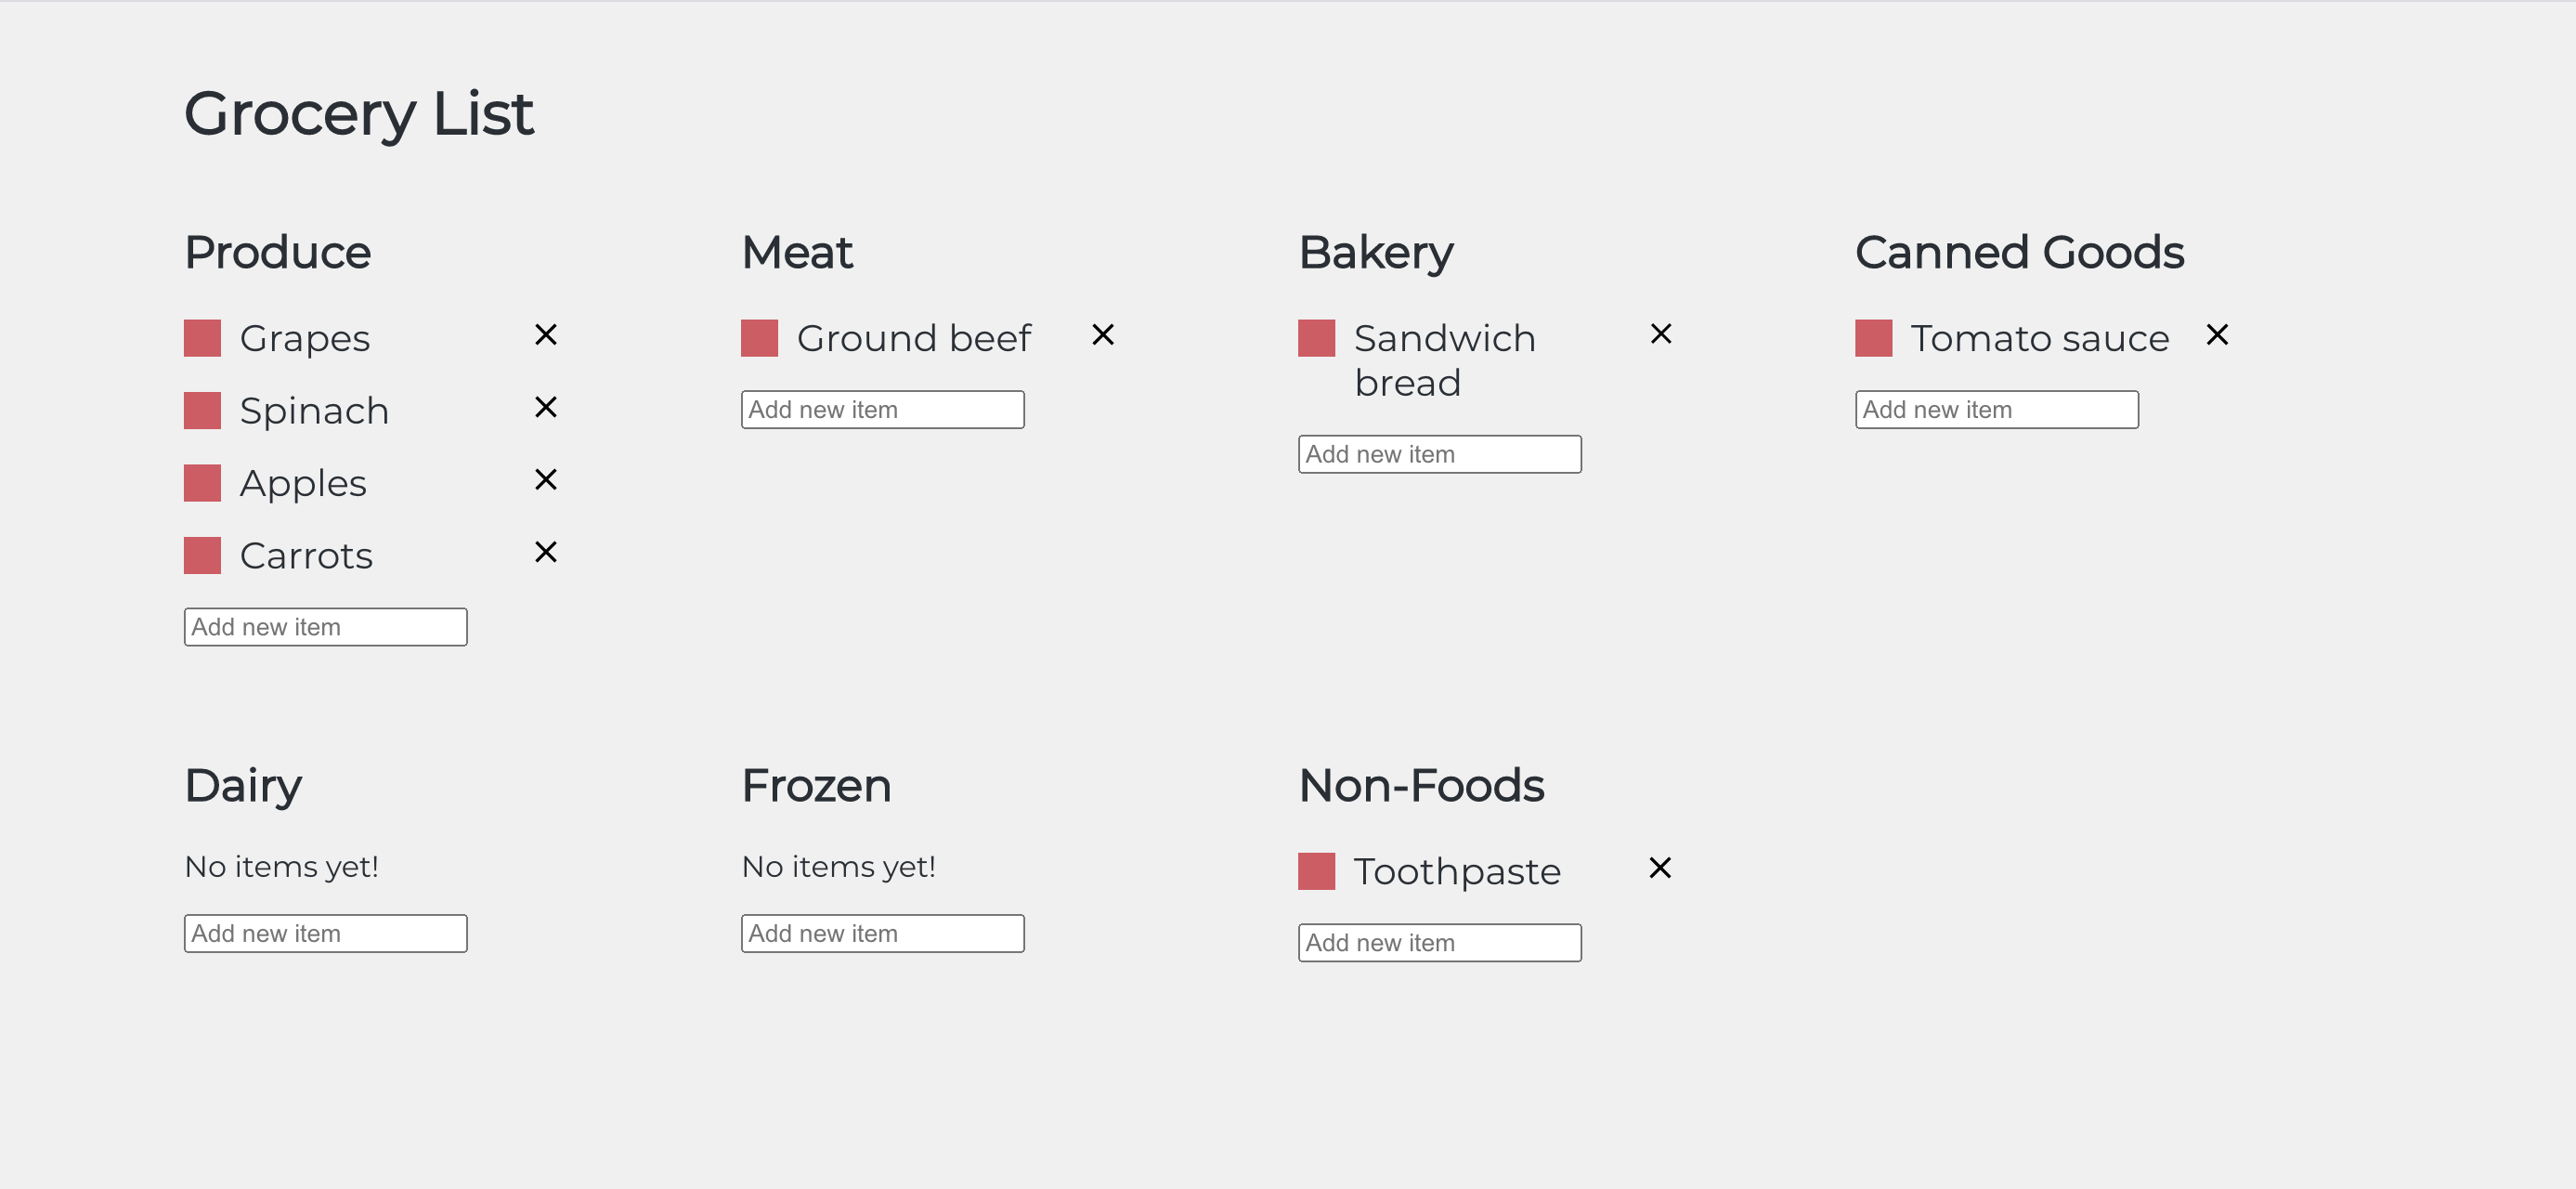 Grocery List
Produce
Grapes
Spinach
Apples
Carrots
Add new item
Meat
Ground beef
Add new item
Bakery
Sandwich
bread
Add new item
Canned Goods
Tomato sauce
Add new item
Dairy
No items yet!
Add new item
Frozen
No items yet!
Add new item
Non-Foods
Toothpaste
Add new item